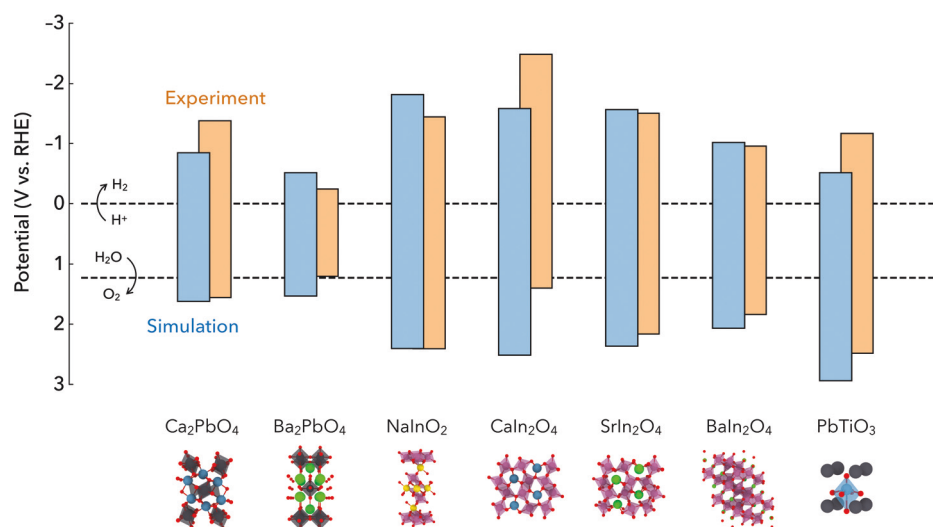 Potential (V vs. RHE)
–3
–2
–1
0
1
2
3
Experiment
H₂
H⁺
H₂O
O₂
Simulation
Ca₂PbO₄ Ba₂PbO₄ NaInO₂ CaIn₂O₄ SrIn₂O₄ BaIn₂O₄ PbTiO₃